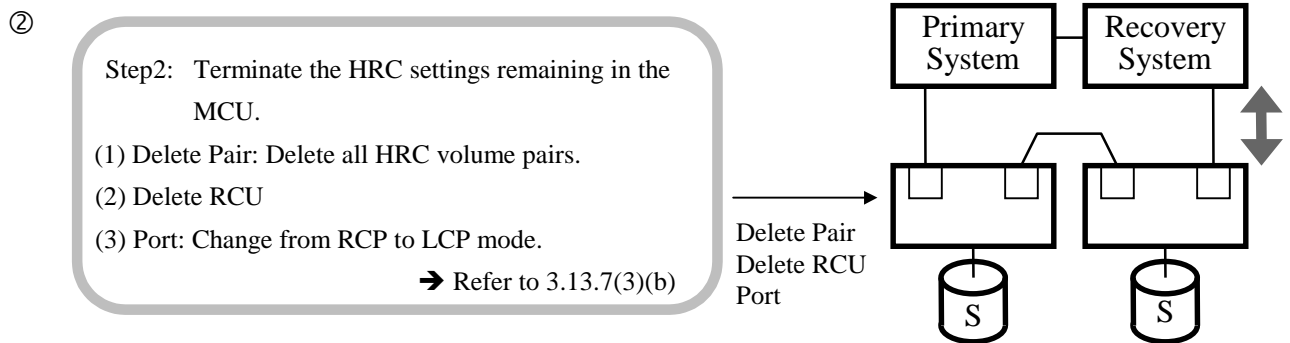 ②
Step2: Terminate the HRC settings remaining in the
MCU.
(1) Delete Pair: Delete all HRC volume pairs.
(2) Delete RCU
(3) Port: Change from RCP to LCP mode.
➔ Refer to 3.13.7(3)(b)
Delete Pair
Delete RCU
Port
Primary
System
Recovery
System
S
S